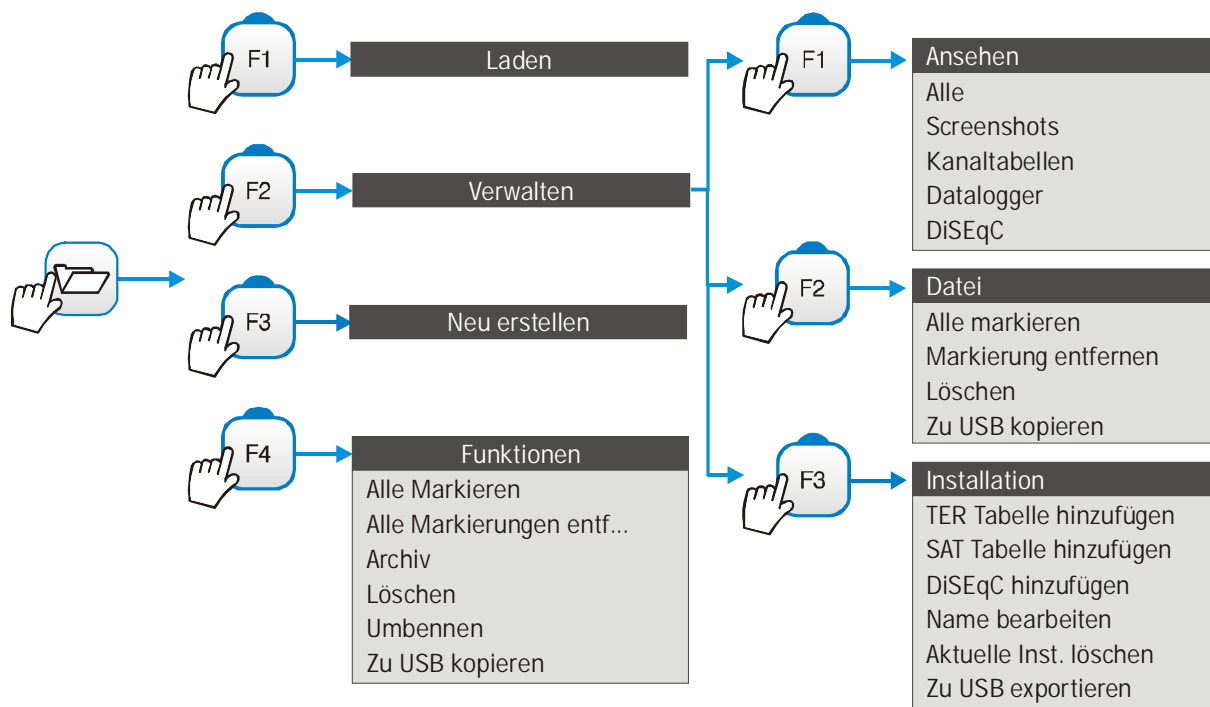 F1
Laden
F2
Verwalten
F3
Neu erstellen
F4
Funktionen
Alle Markieren
Alle Markierungen entf...
Archiv
Löschen
Umbennen
Zu USB kopieren
F1
Ansehen
Alle
Screenshots
Kanaltabellen
Datalogger
DiSEqC
F2
Datei
Alle markieren
Markierung entfernen
Löschen
Zu USB kopieren
F3
Installation
TER Tabelle hinzufügen
SAT Tabelle hinzufügen
DiSEqC hinzufügen
Name bearbeiten
Aktuelle Inst. löschen
Zu USB exportieren